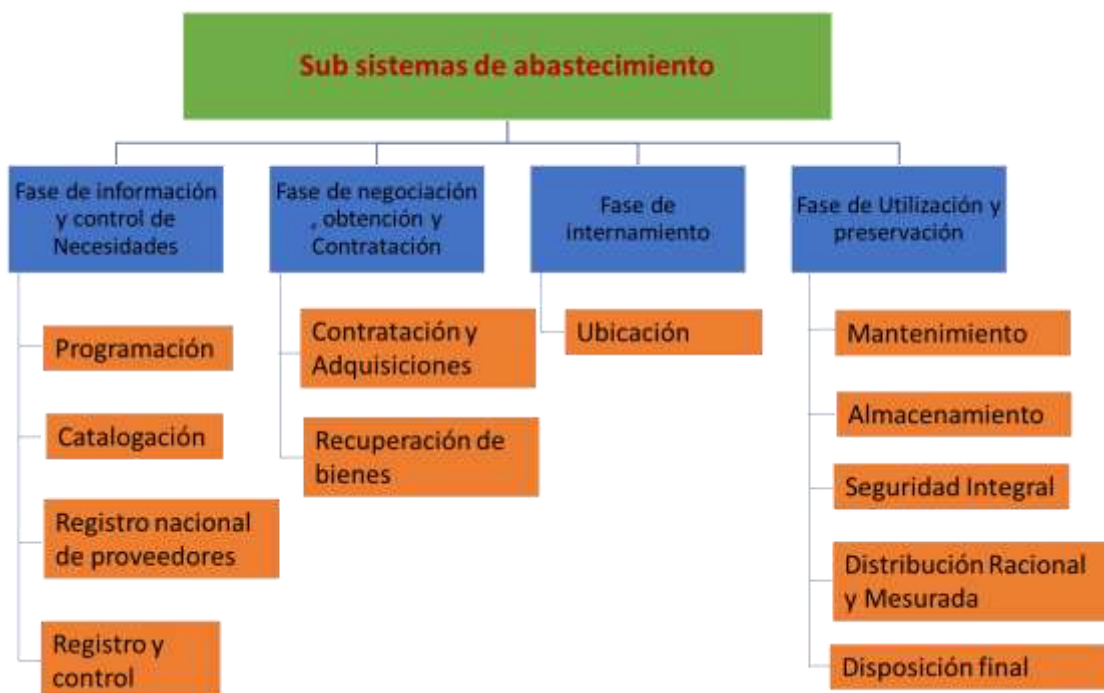 Sub sistemas de abastecimiento
Fase de información
y control de
Necesidades
Fase de negociación
, obtención y
Contratación
Fase de
internamiento
Fase de Utilización y
preservación
Programación
Catalogación
Registro nacional
de proveedores
Registro y
control
Contratación y
Adquisiciones
Recuperación de
bienes
Ubicación
Mantenimiento
Almacenamiento
Seguridad Integral
Distribución Racional
y Mesurada
Disposición final